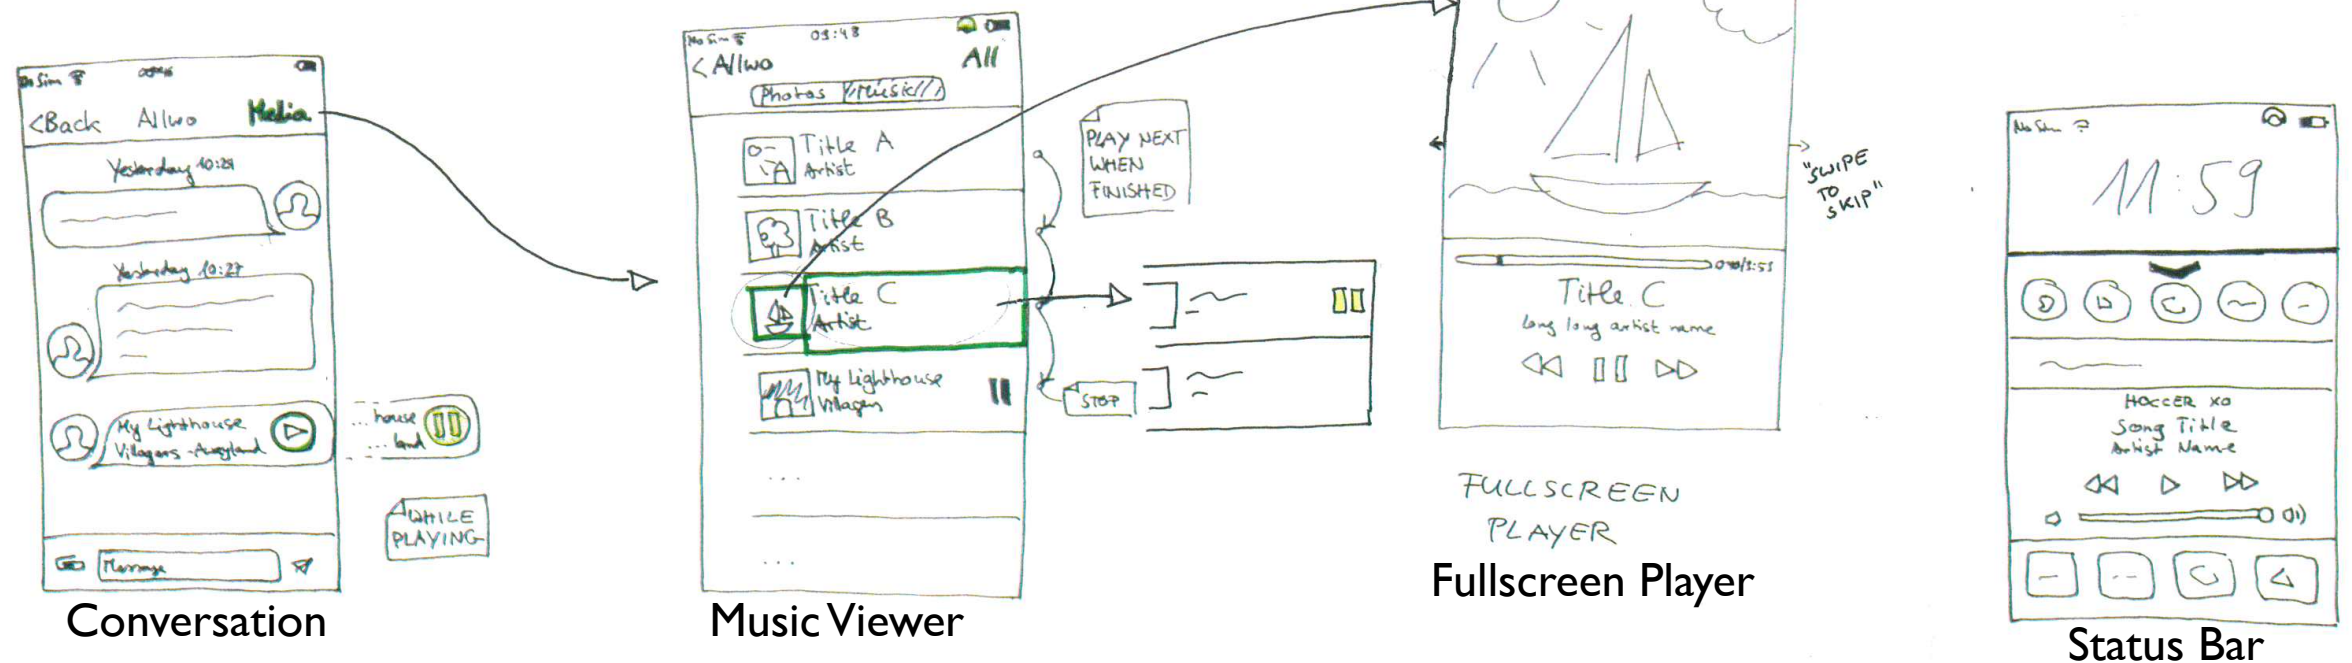 No Sim
<Back Allwo Media
Yesterday 10:21
Yesterday 10:27
My Lighthouse
Villagers - Awayland
... house
... land
WHILE
PLAYING
Message
Conversation
No Sim 09:48
< Allwo All
Photos Music
Title A
Artist
Title B
Artist
Title C
Artist
My Lighthouse
Villagers
...
...
Music Viewer
PLAY NEXT
WHEN
FINISHED
STOP
"SWIPE
TO
SKIP"
Title C
Long long artist name
FULLSCREEN
PLAYER
Fullscreen Player
No Sim
11:59
HOCCER XO
Song Title
Artist Name
Status Bar